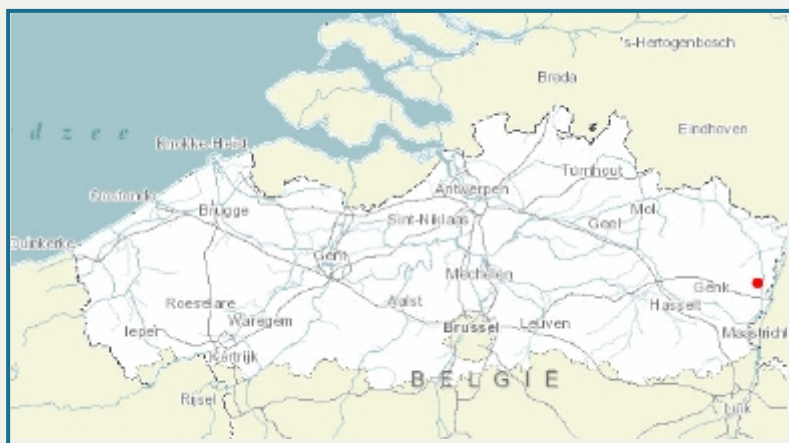 's-Hertogenbosch
Breda
d z e e
Eindhoven
Knokke-Heist
Turnhout
Antwerpen
Oostende
Brugge
Mol
Sint-Niklaas
Geel
Duinkerke
Gent
Mechelen
Genk
Roeselare
Aalst
Hasselt
Waregem
Ieper
Brussel
Leuven
Maastricht
Kortrijk
BELGIË
Rijsel
Luik